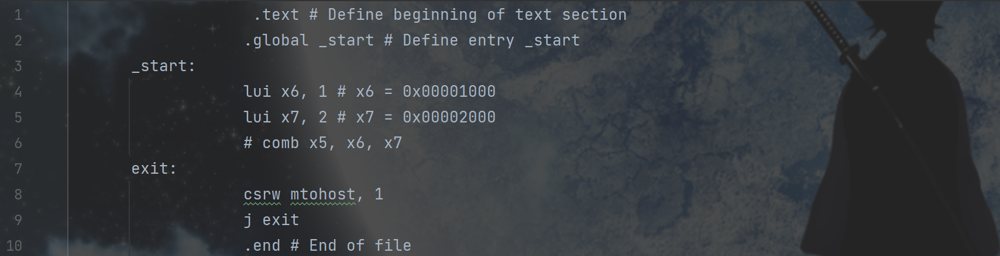 1 .text # Define beginning of text section
2 .global _start # Define entry _start
3 _start:
4 lui x6, 1 # x6 = 0x00001000
5 lui x7, 2 # x7 = 0x00002000
6 # comb x5, x6, x7
7 exit:
8 csrw mtohost, 1
9 j exit
10 .end # End of file